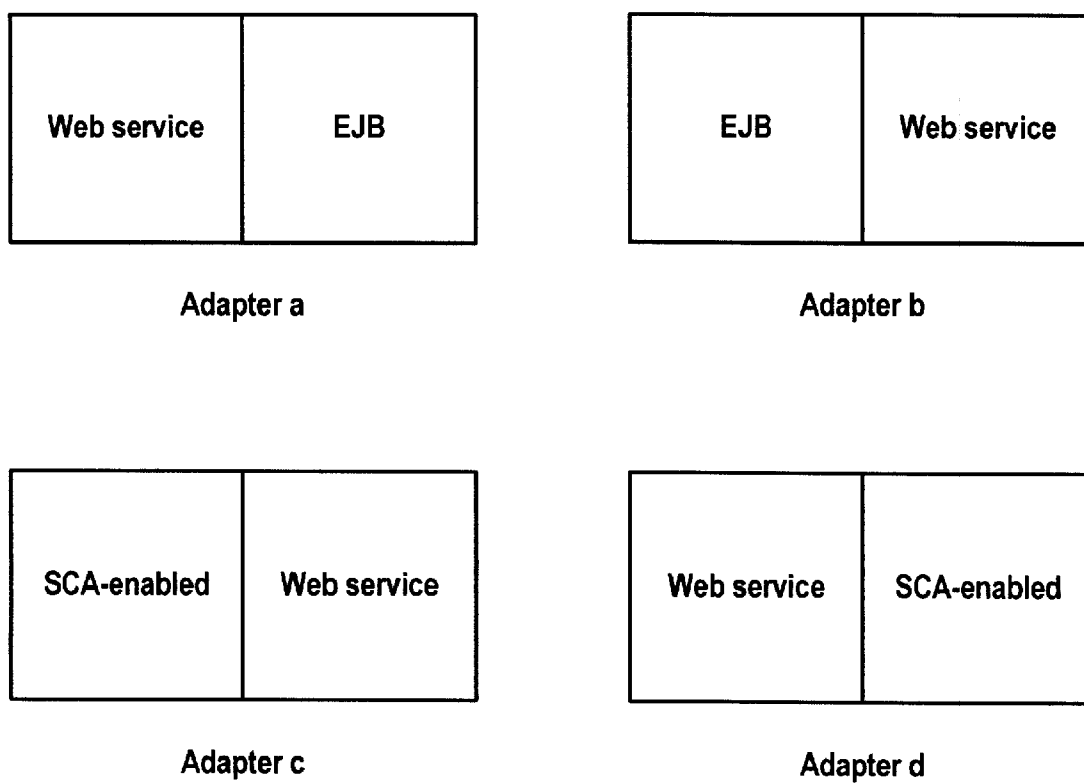 Web service EJB
EJB Web service
Adapter a
Adapter b
SCA-enabled Web service
Web service SCA-enabled
Adapter c
Adapter d